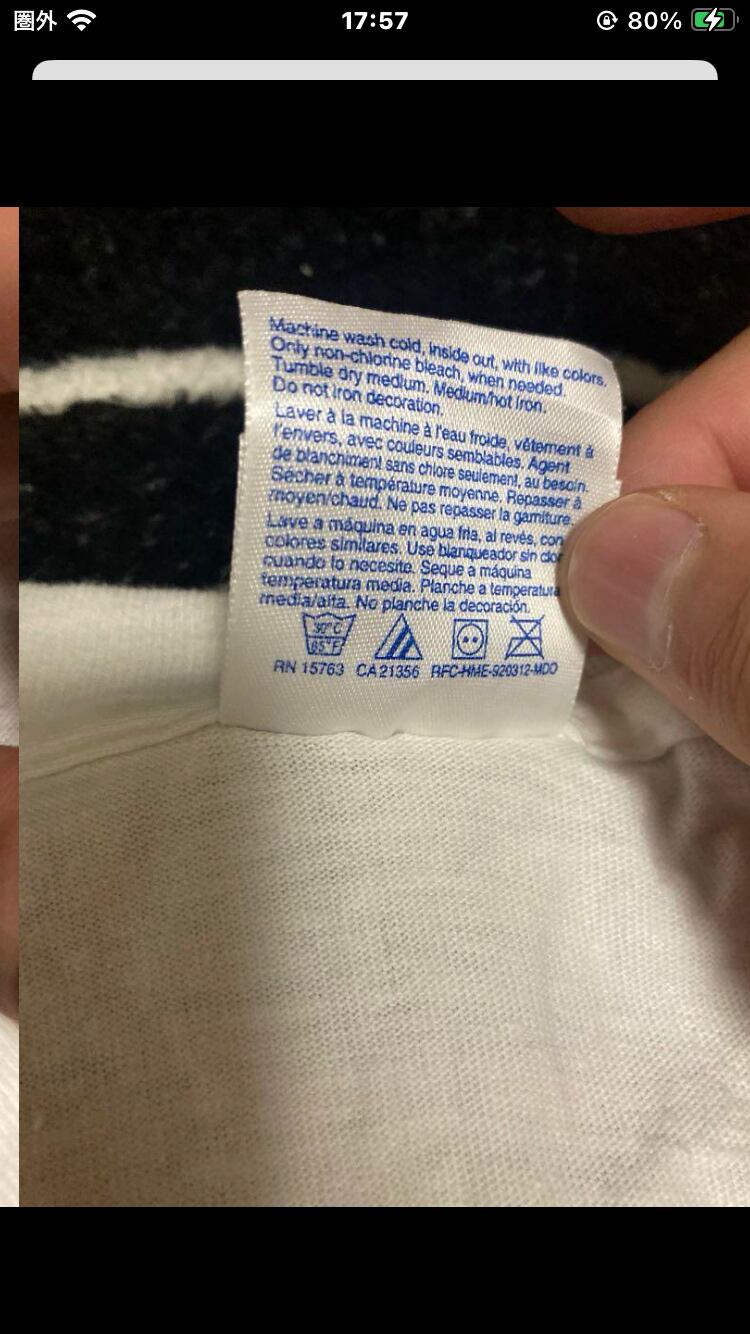 圏外 17:57 80%
Machine wash cold, inside out, with like colors.
Only non-chlorine bleach, when needed.
Tumble dry medium. Medium/hot iron.
Do not iron decoration.
Laver à la machine à l'eau froide, vêtement à
l'envers, avec couleurs semblables. Agent
de blanchiment sans chlore seulement, au besoin.
Sécher à température moyenne. Repasser à
moyen/chaud. Ne pas repasser la garniture.
Lave a máquina en agua fría, al revés, con
colores similares. Use blanqueador sin clor
cuando lo necesite. Seque a máquina
temperatura media. Planche a temperatura
media/alta. No planche la decoración.
30°C
85°F
RN 15763 CA 21356 RFC-HME-920312-MDO